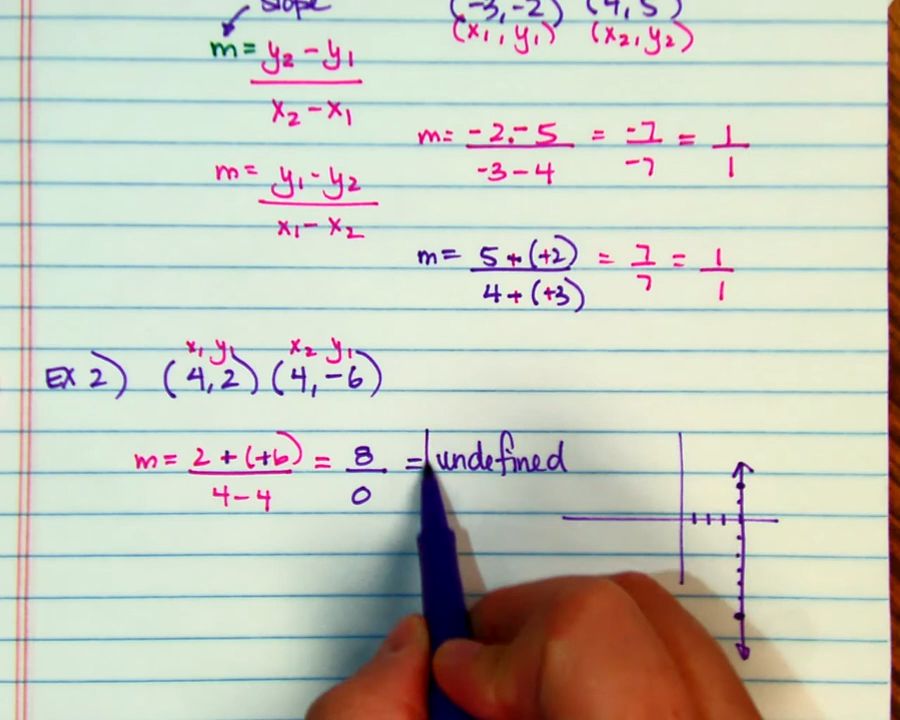 slope
(-3,-2) (4,5)
(x₁, y₁) (x₂, y₂)
m = y₂ - y₁ / x₂ - x₁
m = -2 - 5 / -3 - 4 = -7 / -7 = 1 / 1
m = y₁ - y₂ / x₁ - x₂
m = 5 + (+2) / 4 + (+3) = 7 / 7 = 1 / 1
x₁ y₁ x₂ y₁
EX 2) (4,2) (4,-6)
m = 2 + (+6) / 4 - 4 = 8 / 0 = undefined